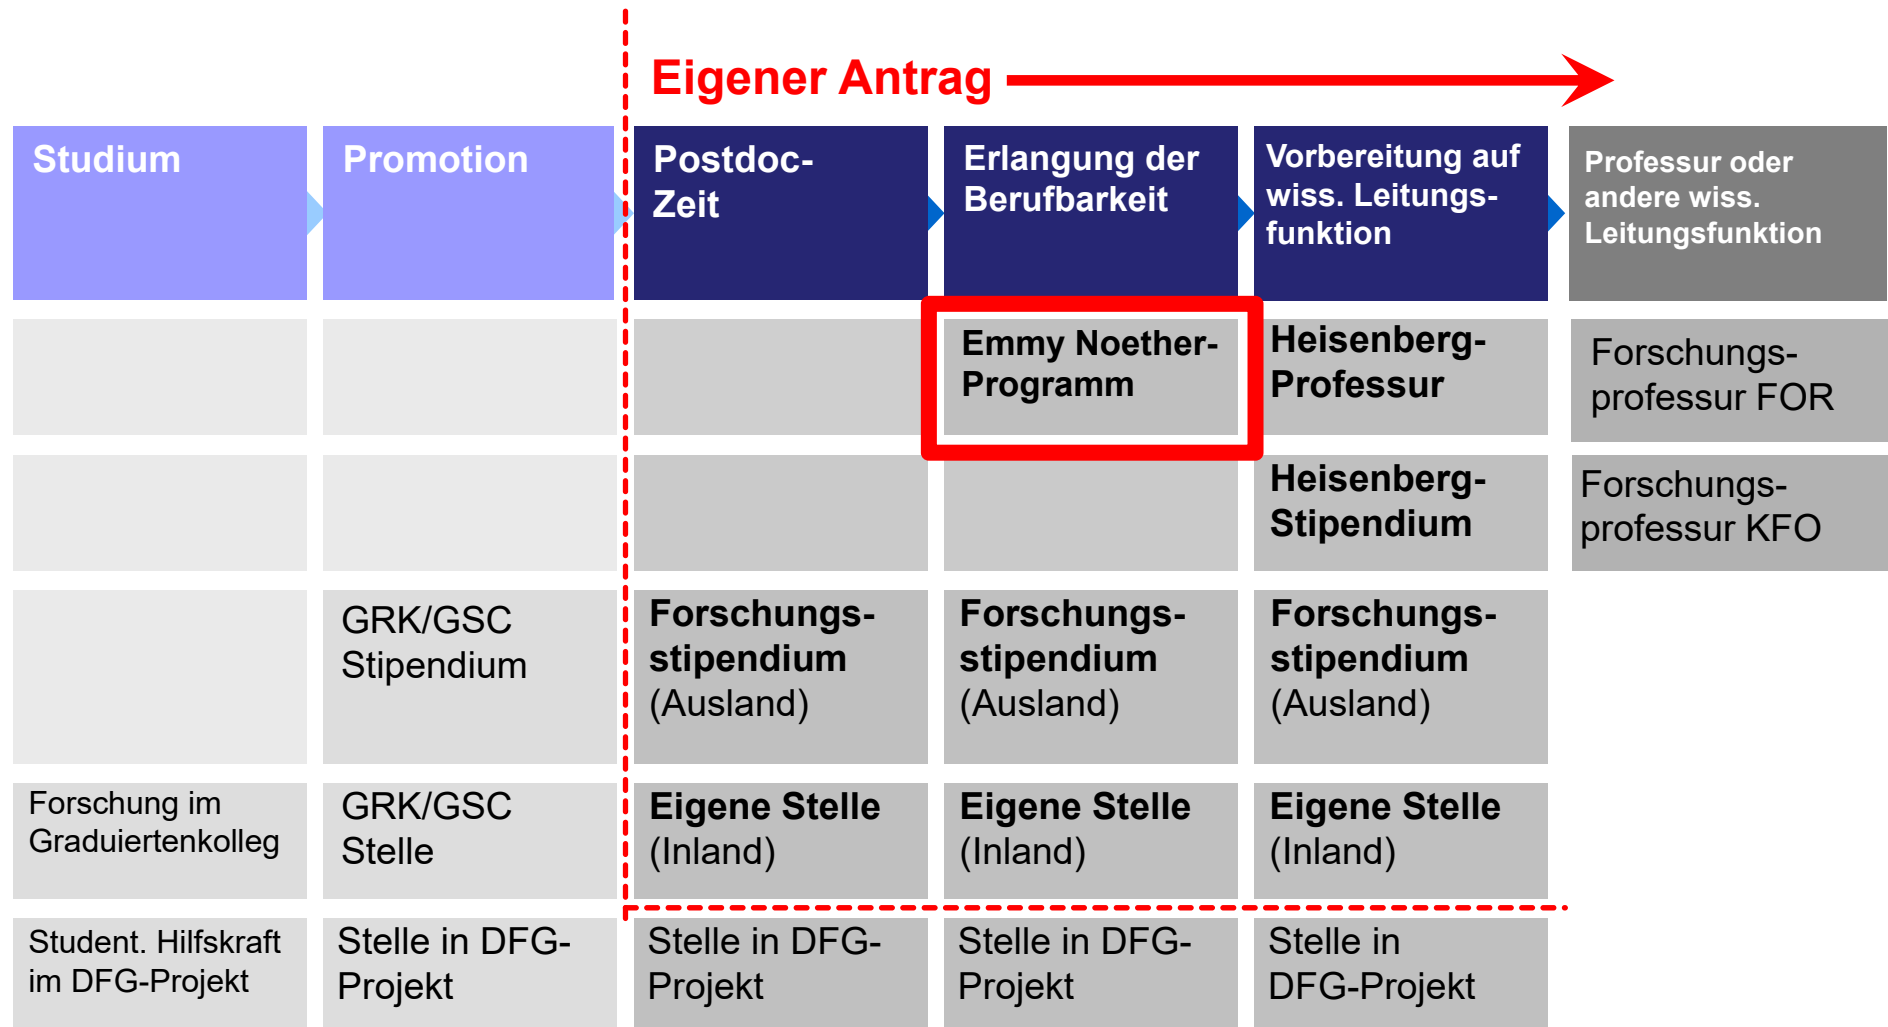 Eigener Antrag
Studium
Promotion
Postdoc-
Zeit
Erlangung der
Berufbarkeit
Vorbereitung auf
wiss. Leitungs-
funktion
Professur oder
andere wiss.
Leitungsfunktion
Emmy Noether-
Programm
Heisenberg-
Professur
Forschungs-
professur FOR
Heisenberg-
Stipendium
Forschungs-
professur KFO
GRK/GSC
Stipendium
Forschungs-
stipendium
(Ausland)
Forschungs-
stipendium
(Ausland)
Forschungs-
stipendium
(Ausland)
Forschung im
Graduiertenkolleg
GRK/GSC
Stelle
Eigene Stelle
(Inland)
Eigene Stelle
(Inland)
Eigene Stelle
(Inland)
Student. Hilfskraft
im DFG-Projekt
Stelle in DFG-
Projekt
Stelle in DFG-
Projekt
Stelle in DFG-
Projekt
Stelle in
DFG-Projekt